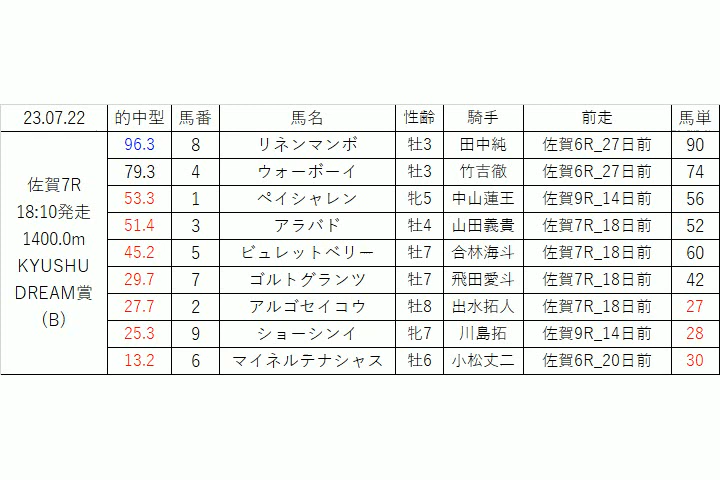 23.07.22 的中型 馬番 馬名 性齢 騎手 前走 馬単
佐賀7R
18:10発走
1400.0m
KYUSHU
DREAM賞
（B）
96.3 8 リネンマンボ 牡3 田中純 佐賀6R_27日前 90
79.3 4 ウォーボーイ 牡3 竹吉徹 佐賀6R_27日前 74
53.3 1 ペイシャレン 牝5 中山蓮王 佐賀9R_14日前 56
51.4 3 アラバド 牡4 山田義貴 佐賀7R_18日前 52
45.2 5 ビュレットベリー 牡7 合林海斗 佐賀7R_18日前 60
29.7 7 ゴルトグランツ 牡7 飛田愛斗 佐賀7R_18日前 42
27.7 2 アルゴセイコウ 牡8 出水拓人 佐賀7R_18日前 27
25.3 9 ショーシンイ 牝7 川島拓 佐賀9R_14日前 28
13.2 6 マイネルテナシャス 牡6 小松丈二 佐賀6R_20日前 30